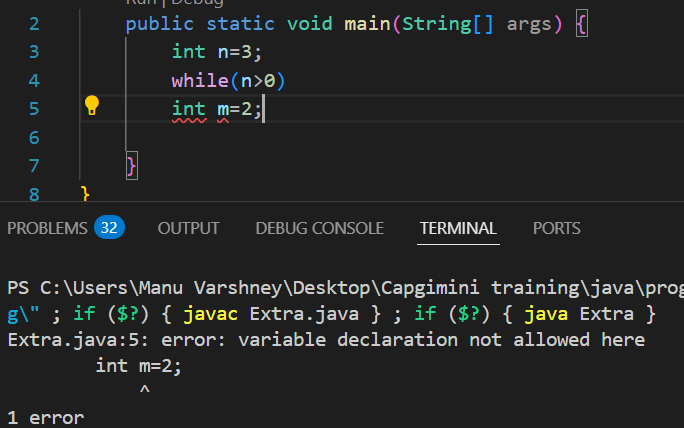 Run | Debug
2 public static void main(String[] args) {
3 int n=3;
4 while(n>0)
5 int m=2;
6
7 }
8 }
PROBLEMS 32 OUTPUT DEBUG CONSOLE TERMINAL PORTS
PS C:\Users\Manu Varshney\Desktop\Capgimini training\java\prog
g\" ; if ($?) { javac Extra.java } ; if ($?) { java Extra }
Extra.java:5: error: variable declaration not allowed here
int m=2;
^
1 error